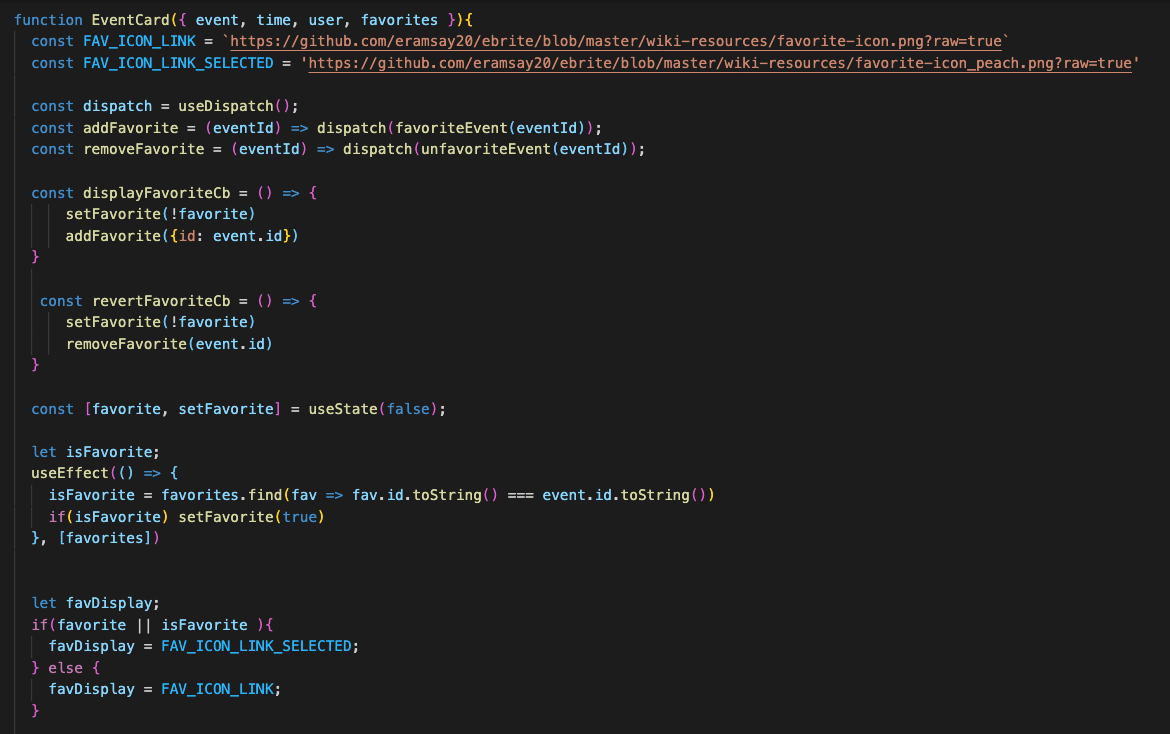 function EventCard({ event, time, user, favorites }){
  const FAV_ICON_LINK = `https://github.com/eramsay20/ebrite/blob/master/wiki-resources/favorite-icon.png?raw=true`
  const FAV_ICON_LINK_SELECTED = 'https://github.com/eramsay20/ebrite/blob/master/wiki-resources/favorite-icon_peach.png?raw=true'

  const dispatch = useDispatch();
  const addFavorite = (eventId) => dispatch(favoriteEvent(eventId));
  const removeFavorite = (eventId) => dispatch(unfavoriteEvent(eventId));

  const displayFavoriteCb = () => {
      setFavorite(!favorite)
      addFavorite({id: event.id})
  }

   const revertFavoriteCb = () => {
      setFavorite(!favorite)
      removeFavorite(event.id)
  }

  const [favorite, setFavorite] = useState(false);

  let isFavorite;
  useEffect(() => {
    isFavorite = favorites.find(fav => fav.id.toString() === event.id.toString())
    if(isFavorite) setFavorite(true)
  }, [favorites])


  let favDisplay;
  if(favorite || isFavorite ){
    favDisplay = FAV_ICON_LINK_SELECTED;
  } else {
    favDisplay = FAV_ICON_LINK;
  }